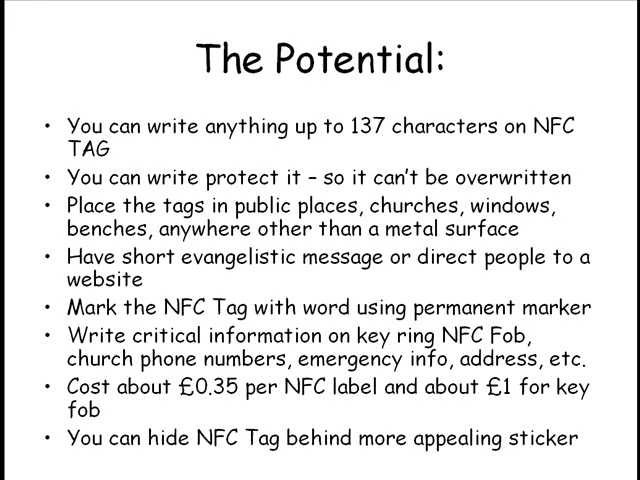 The Potential:
• You can write anything up to 137 characters on NFC
TAG
• You can write protect it – so it can't be overwritten
• Place the tags in public places, churches, windows,
benches, anywhere other than a metal surface
• Have short evangelistic message or direct people to a
website
• Mark the NFC Tag with word using permanent marker
• Write critical information on key ring NFC Fob,
church phone numbers, emergency info, address, etc.
• Cost about £0.35 per NFC label and about £1 for key
fob
• You can hide NFC Tag behind more appealing sticker